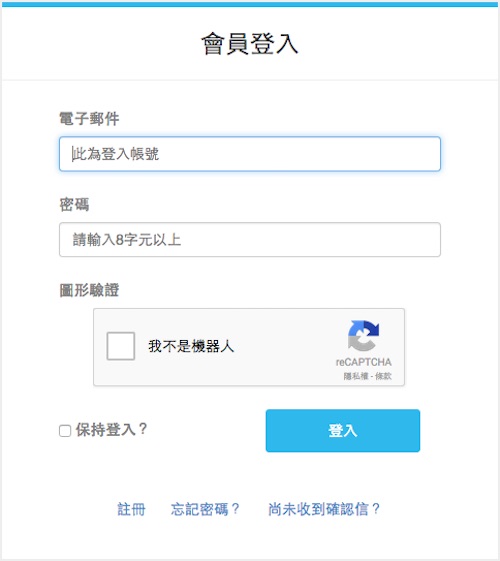 會員登入
電子郵件
此為登入帳號
密碼
請輸入8字元以上
圖形驗證
我不是機器人
reCAPTCHA
隱私權 - 條款
保持登入？
登入
註冊 忘記密碼？ 尚未收到確認信？